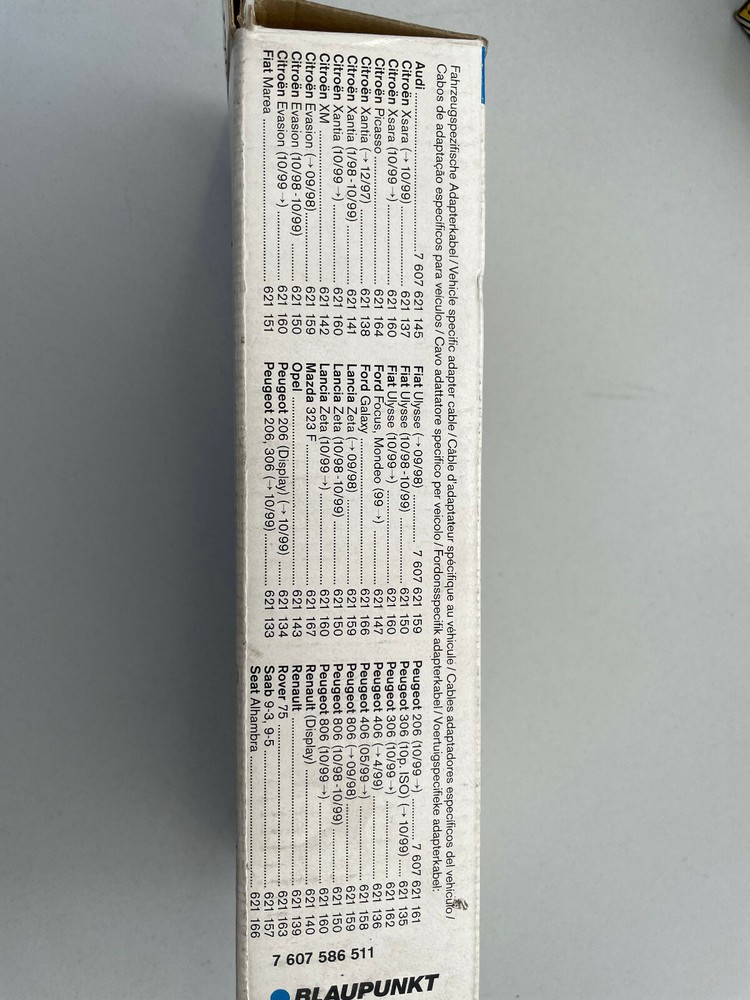 Fahrzeugspezifische Adapterkabel / Vehicle specific adapter cable / Câble d'adaptateur spécifique au véhicule / Cables adaptadores específicos del vehículo /
Cabos de adaptação específicos para veículos / Cavo adattatore specifico per veicolo / Fordonsspecifik adapterkabel / Voertuigspecifieke adapterkabel:
Audi ........ 7 607 621 145
Citroën Xsara (→ 10/99) ........ 621 137
Citroën Xsara (10/99 →) ........ 621 160
Citroën Picasso ........ 621 164
Citroën Xantia (→ 12/97) ........ 621 138
Citroën Xantia (1/98 -10/99) ........ 621 141
Citroën Xantia (10/99 →) ........ 621 160
Citroën XM ........ 621 142
Citroën Evasion (→ 09/98) ........ 621 159
Citroën Evasion (10/98 -10/99) ........ 621 150
Citroën Evasion (10/99 →) ........ 621 160
Fiat Marea ........ 621 151
Fiat Ulysse (→ 09/98) ........ 7 607 621 159
Fiat Ulysse (10/98 -10/99) ........ 621 150
Fiat Ulysse (10/99 →) ........ 621 160
Ford Focus, Mondeo (99 →) ........ 621 147
Ford Galaxy ........ 621 166
Lancia Zeta (→ 09/98) ........ 621 159
Lancia Zeta (10/98 -10/99) ........ 621 150
Lancia Zeta (10/99 →) ........ 621 160
Mazda 323 F ........ 621 167
Opel ........ 621 143
Peugeot 206 (Display) (→ 10/99) ........ 621 134
Peugeot 206, 306 (→ 10/99) ........ 621 133
Peugeot 206 (10/99 →) ........ 7 607 621 161
Peugeot 306 (10p. ISO) (→ 10/99) ........ 621 135
Peugeot 306 (10/99 →) ........ 621 162
Peugeot 406 (→ 4/99) ........ 621 136
Peugeot 406 (05/99 →) ........ 621 158
Peugeot 806 (→ 09/98) ........ 621 159
Peugeot 806 (10/98 -10/99) ........ 621 150
Peugeot 806 (10/99 →) ........ 621 160
Renault (Display) ........ 621 140
Renault ........ 621 139
Rover 75 ........ 621 163
Saab 9-3, 9-5 ........ 621 157
Seat Alhambra ........ 621 166
7 607 586 511
BLAUPUNKT